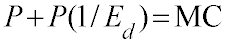 P + P(1/E_d) = MC